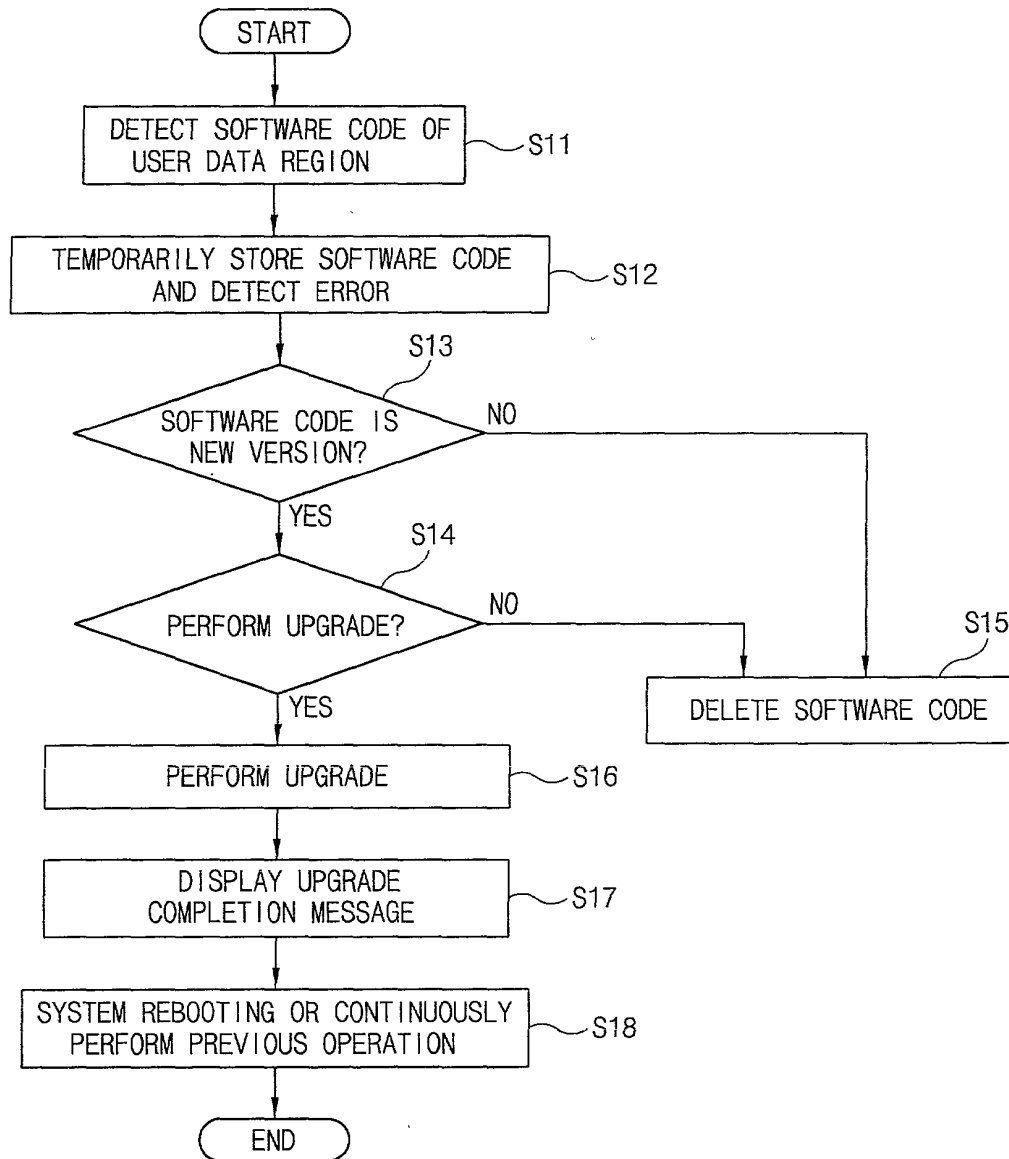 START
DETECT SOFTWARE CODE OF
USER DATA REGION
S11
TEMPORARILY STORE SOFTWARE CODE
AND DETECT ERROR
S12
S13
SOFTWARE CODE IS
NEW VERSION?
NO
YES
S14
PERFORM UPGRADE?
NO
YES
S15
DELETE SOFTWARE CODE
PERFORM UPGRADE
S16
DISPLAY UPGRADE
COMPLETION MESSAGE
S17
SYSTEM REBOOTING OR CONTINUOUSLY
PERFORM PREVIOUS OPERATION
S18
END